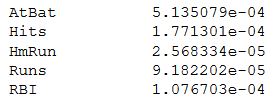 AtBat 5.135079e-04
Hits 1.771301e-04
HmRun 2.568334e-05
Runs 9.182202e-05
RBI 1.076703e-04